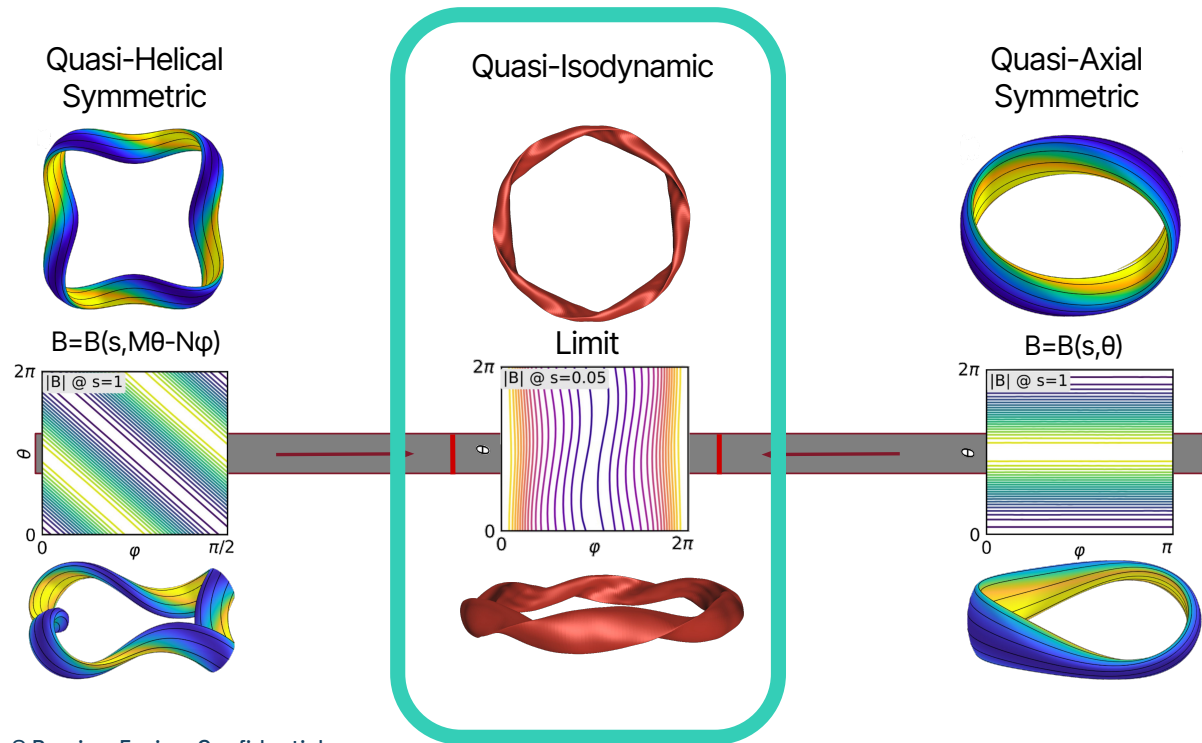 Quasi-Helical
Symmetric
Quasi-Isodynamic
Quasi-Axial
Symmetric
B=B(s,Mθ-Nφ)
Limit
B=B(s,θ)
2π
|B| @ s=1
θ
0
0
φ
π/2
2π
|B| @ s=0.05
θ
0
0
φ
2π
2π
|B| @ s=1
θ
0
0
φ
π